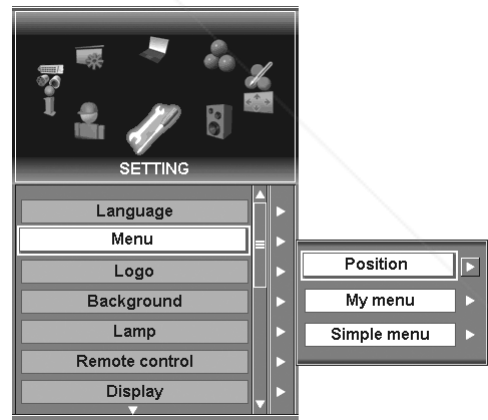 SETTING
Language
Menu
Logo
Background
Lamp
Remote control
Display
Position
My menu
Simple menu